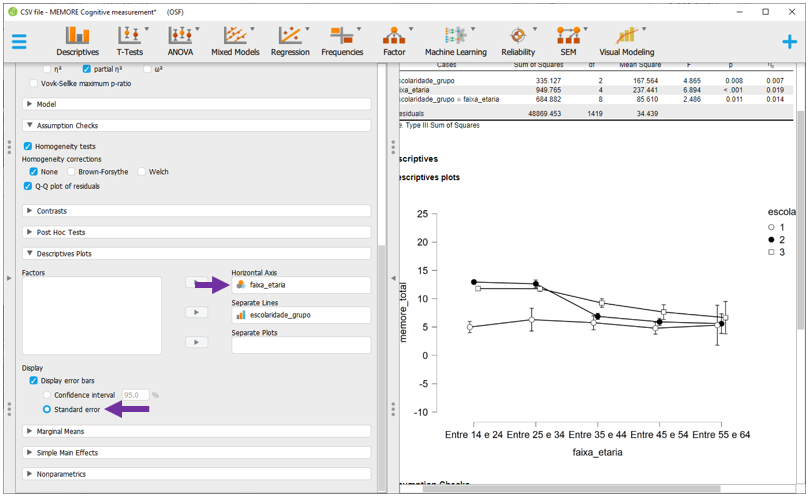 CSV file - MEMORE Cognitive measurement* (OSF)
Descriptives T-Tests ANOVA Mixed Models Regression Frequencies Factor Machine Learning Reliability SEM Visual Modeling
η² partial η² ω²
Vovk-Sellke maximum p-ratio
Model
Assumption Checks
Homogeneity tests
Homogeneity corrections
None Brown-Forsythe Welch
Q-Q plot of residuals
Contrasts
Post Hoc Tests
Descriptives Plots
Factors
Horizontal Axis
faixa_etaria
Separate Lines
escolaridade_grupo
Separate Plots
Display
Display error bars
Confidence interval 95.0 %
Standard error
Marginal Means
Simple Main Effects
Nonparametrics
Cases Sum of Squares df Mean Square F p
scolaridade_grupo 335.127 2 167.564 4.865 0.008 0.007
aixa_etaria 949.765 4 237.441 6.894 < .001 0.019
scolaridade_grupo ✻ faixa_etaria 684.882 8 85.610 2.486 0.011 0.014
esiduals 48869.453 1419 34.439
e. Type III Sum of Squares
scriptives
escriptives plots
escola
1
2
3
25
20
15
10
5
0
-5
-10
memore_total
Entre 14 e 24 Entre 25 e 34 Entre 35 e 44 Entre 45 e 54 Entre 55 e 64
faixa_etaria